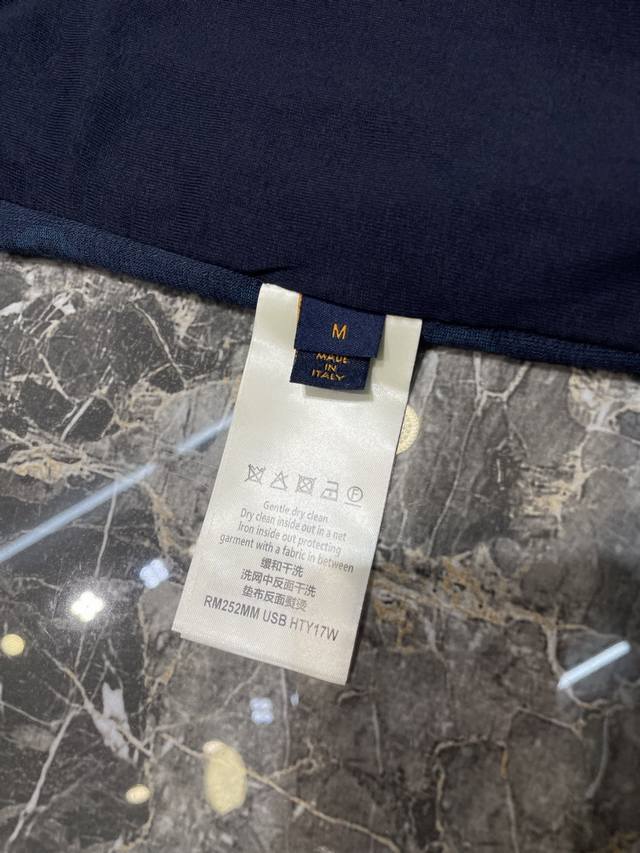 M
MADE
IN
ITALY
Gentle dry clean
Dry clean inside out in a net
Iron inside out protecting
garment with a fabric in between
缓和干洗
洗网中反面干洗
垫布反面熨烫
RM252MM USB HTY17W